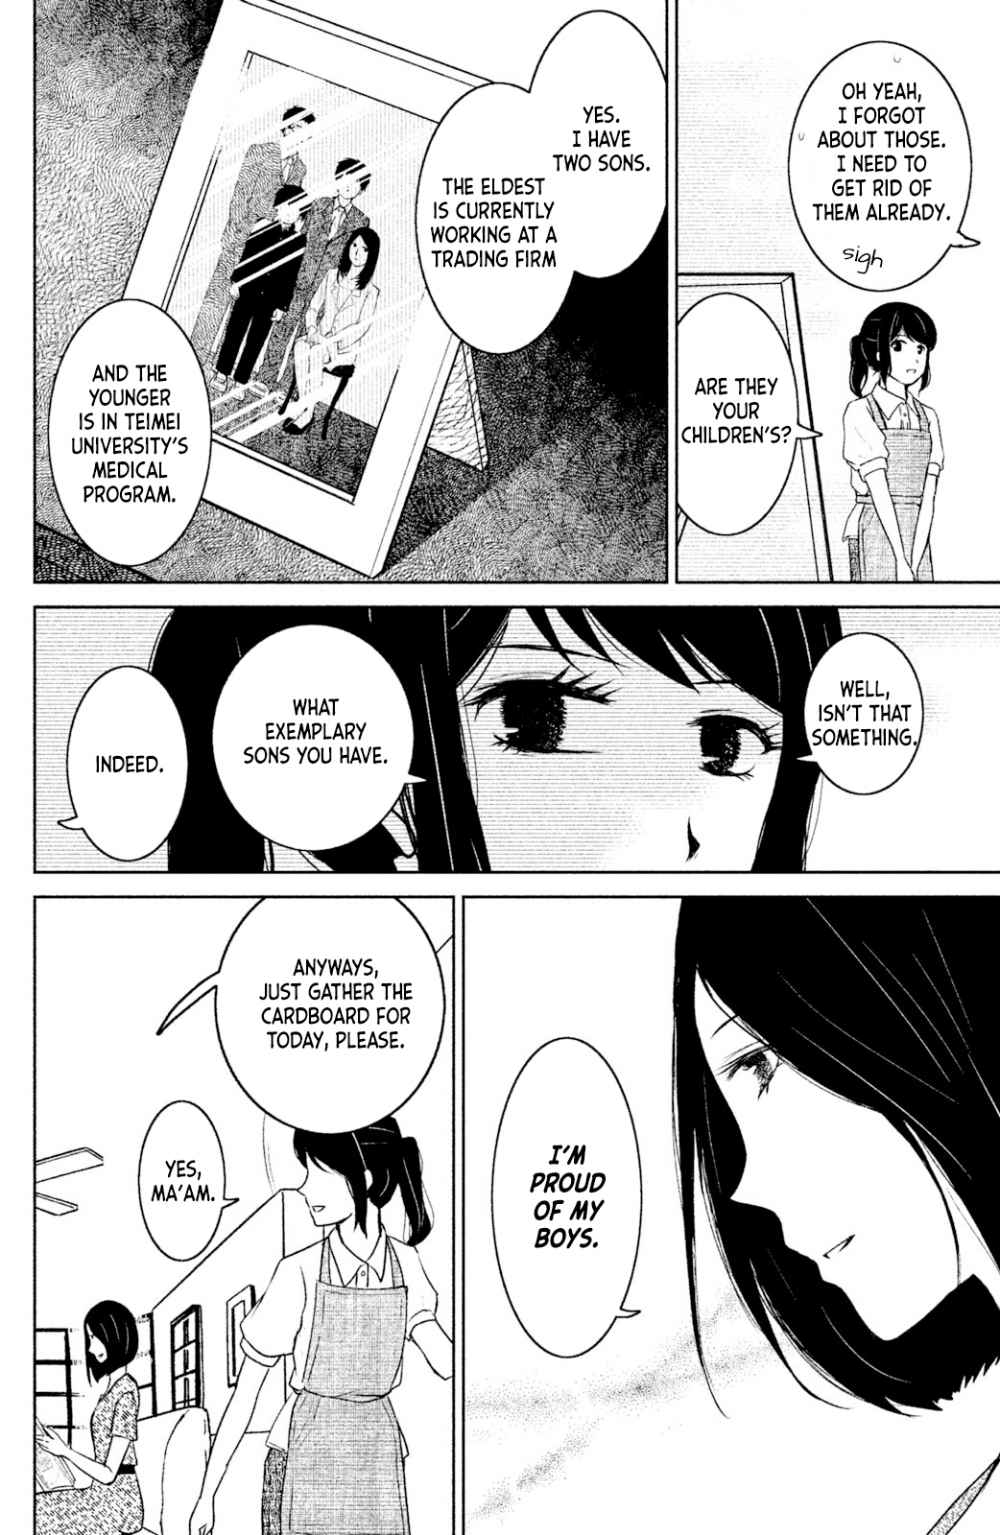 OH YEAH,
I FORGOT
ABOUT THOSE.
I NEED TO
GET RID OF
THEM ALREADY.
sigh
ARE THEY
YOUR
CHILDREN'S?
YES.
I HAVE
TWO SONS.
THE ELDEST
IS CURRENTLY
WORKING AT A
TRADING FIRM
AND THE
YOUNGER
IS IN TEIMEI
UNIVERSITY'S
MEDICAL
PROGRAM.
WELL,
ISN'T THAT
SOMETHING.
WHAT
EXEMPLARY
SONS YOU HAVE.
INDEED.
I'M
PROUD
OF MY
BOYS.
ANYWAYS,
JUST GATHER THE
CARDBOARD FOR
TODAY, PLEASE.
YES,
MA'AM.